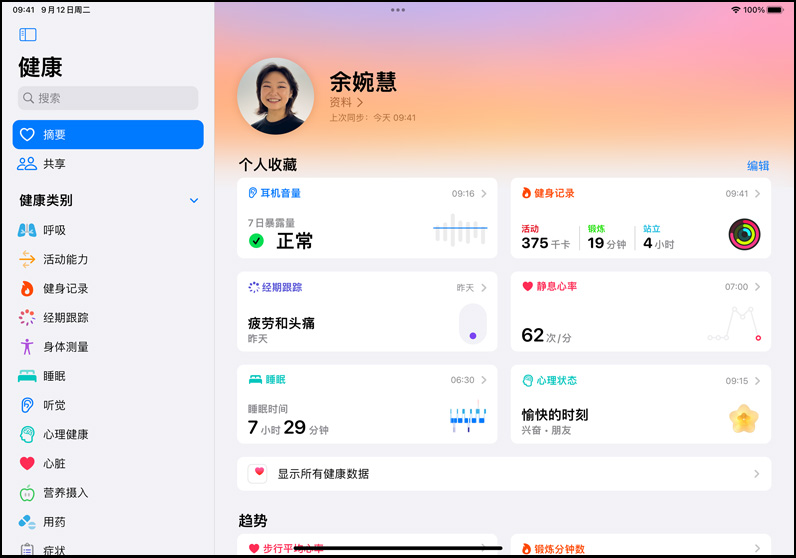 09:41 9月12日周二
100%
健康
搜索
摘要
共享
健康类别
呼吸
活动能力
健身记录
经期跟踪
身体测量
睡眠
听觉
心理健康
心脏
营养摄入
用药
症状
余婉慧
资料
上次同步：今天 09:41
个人收藏
编辑
耳机音量 09:16
7日暴露量
正常
健身记录 09:41
活动 锻炼 站立
375千卡 19分钟 4小时
经期跟踪 昨天
疲劳和头痛
昨天
静息心率 07:00
62次/分
睡眠 06:30
睡眠时间
7小时29分钟
心理状态 09:15
愉快的时刻
兴奋·朋友
显示所有健康数据
趋势
步行平均心率
锻炼分钟数